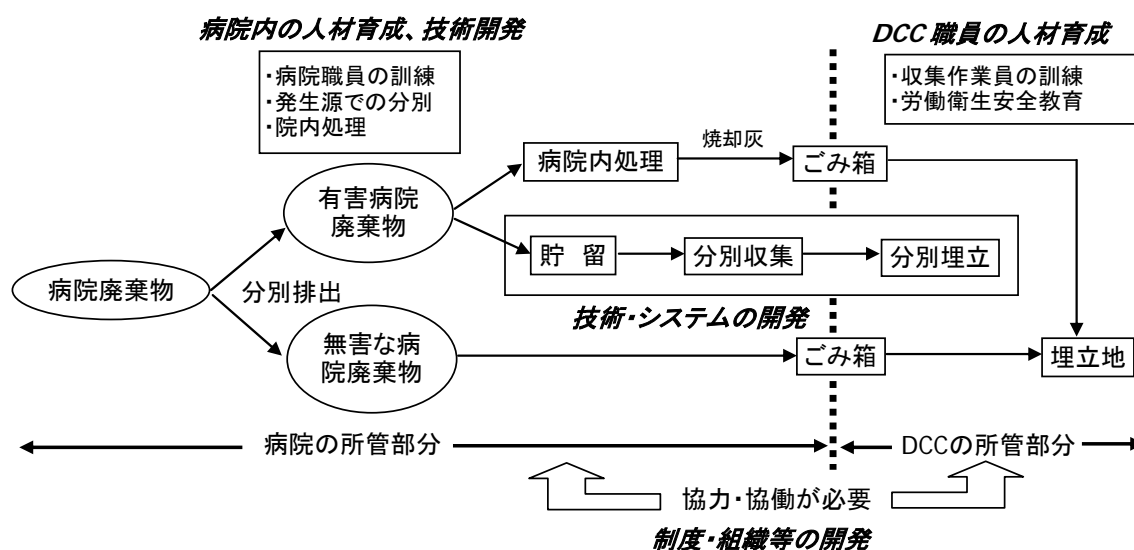 病院内の人材育成、技術開発
DCC 職員の人材育成
・病院職員の訓練
・発生源での分別
・院内処理
・収集作業員の訓練
・労働衛生安全教育
病院内処理
焼却灰
ごみ箱
有害病院
廃棄物
貯 留
分別収集
分別埋立
病院廃棄物
分別排出
技術・システムの開発
無害な病
院廃棄物
ごみ箱
埋立地
病院の所管部分
DCCの所管部分
協力・協働が必要
制度・組織等の開発